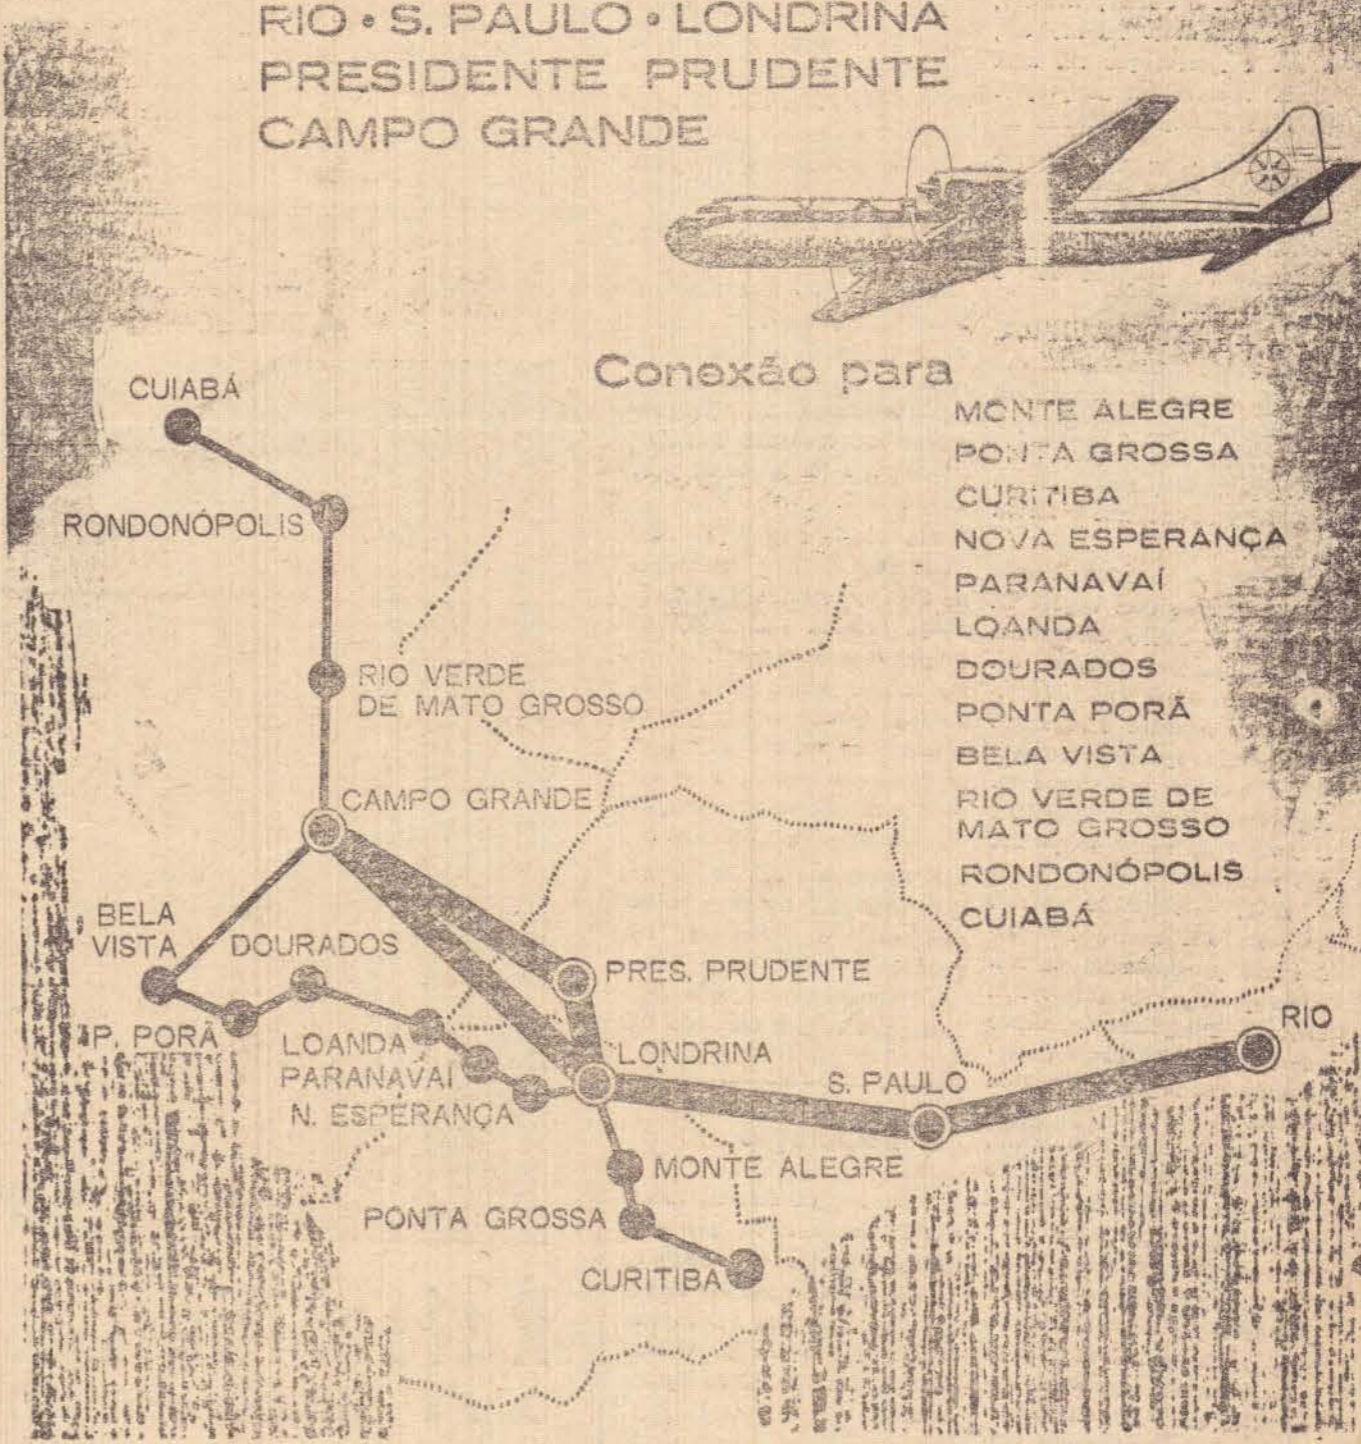 RIO • S. PAULO • LONDRINA
PRESIDENTE PRUDENTE
CAMPO GRANDE
Conexão para
MONTE ALEGRE
PONTA GROSSA
CURITIBA
NOVA ESPERANÇA
PARANAVAÍ
LOANDA
DOURADOS
PONTA PORÃ
BELA VISTA
RIO VERDE DE
MATO GROSSO
RONDONÓPOLIS
CUIABÁ
CUIABÁ
RONDONÓPOLIS
RIO VERDE
DE MATO GROSSO
CAMPO GRANDE
BELA
VISTA
DOURADOS
PRES. PRUDENTE
P. PORÃ
LOANDA
PARANAVAÍ
N. ESPERANÇA
LONDRINA
S. PAULO
RIO
MONTE ALEGRE
PONTA GROSSA
CURITIBA